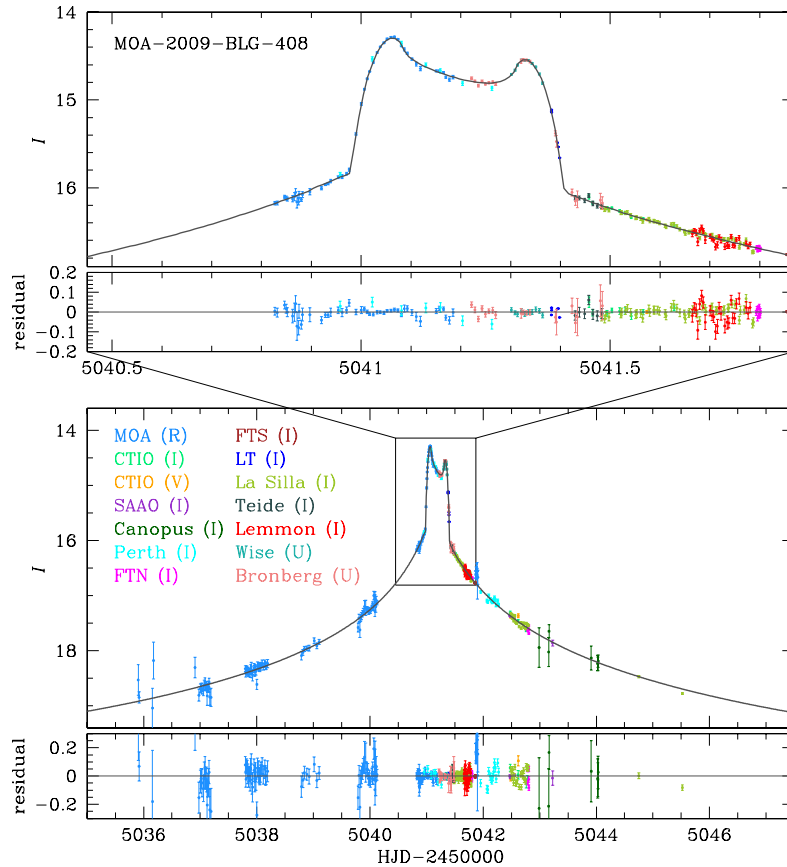 14
MOA-2009-BLG-408
15
I
16
0.2
0.1
residual
0
-0.1
-0.2
5040.5 5041 5041.5
14
MOA (R) FTS (I)
CTIO (I) LT (I)
CTIO (V) La Silla (I)
SAAO (I) Teide (I)
I
16
Canopus (I) Lemmon (I)
Perth (I) Wise (U)
FTN (I) Bronberg (U)
18
0.2
residual
0
-0.2
5036 5038 5040 5042 5044 5046
HJD-2450000